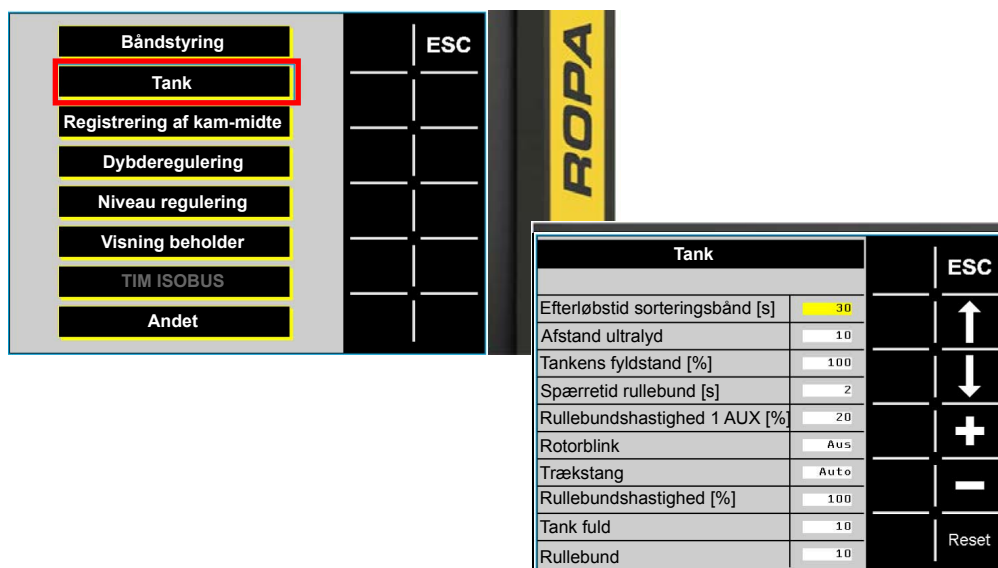 Båndstyring
ESC
Tank
Registrering af kam-midte
Dybderegulering
Niveau regulering
Visning beholder
TIM ISOBUS
Andet
ROPA
Tank
ESC
Efterløbstid sorteringsbånd [s] 30
Afstand ultralyd 10
Tankens fyldstand [%] 100
Spærretid rullebund [s] 2
Rullebundshastighed 1 AUX [%] 20
Rotorblink Aus
Trækstang Auto
Rullebundshastighed [%] 100
Tank fuld 10
Reset
Rullebund 10